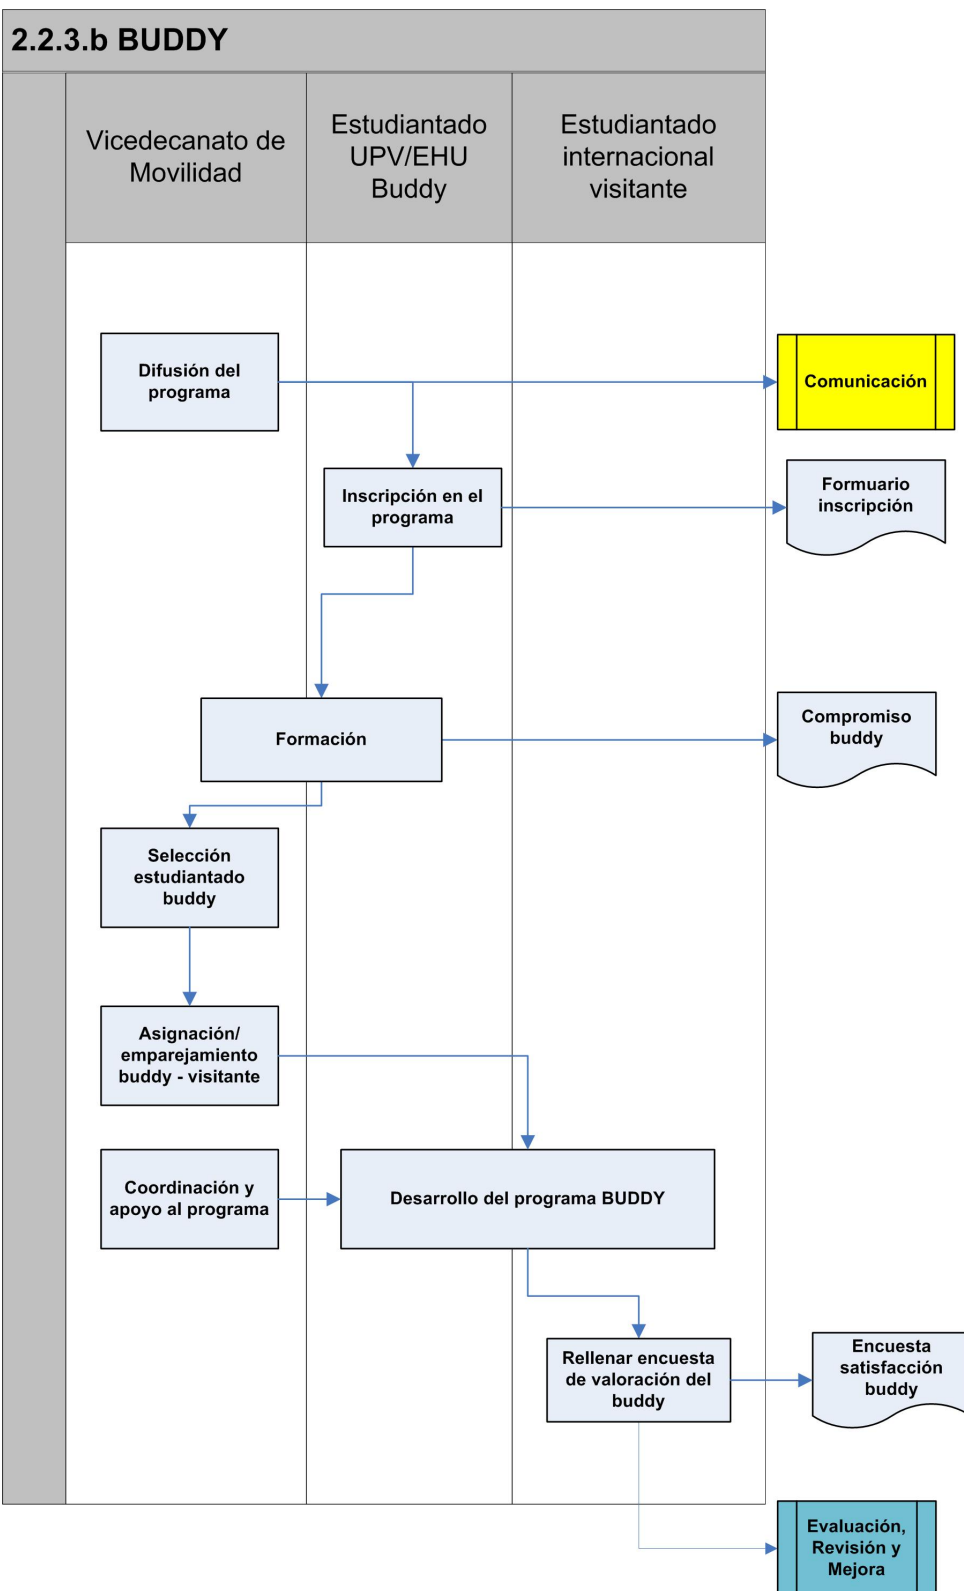 2.2.3.b BUDDY
Vicedecanato de
Movilidad
Estudiantado
UPV/EHU
Buddy
Estudiantado
internacional
visitante
Difusión del
programa
Comunicación
Inscripción en el
programa
Formuario
inscripción
Formación
Compromiso
buddy
Selección
estudiantado
buddy
Asignación/
emparejamiento
buddy - visitante
Coordinación y
apoyo al programa
Desarrollo del programa BUDDY
Rellenar encuesta
de valoración del
buddy
Encuesta
satisfacción
buddy
Evaluación,
Revisión y
Mejora